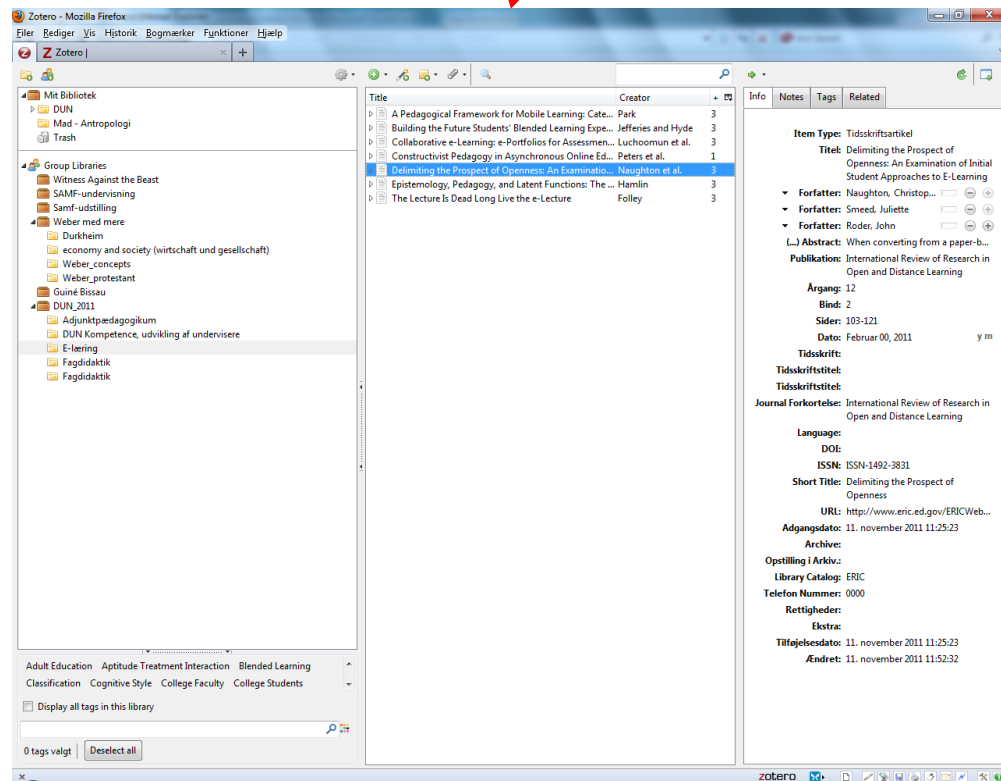 Zotero - Mozilla Firefox
Filer Rediger Vis Historik Bogmærker Funktioner Hjælp
Zotero |
Mit Bibliotek
DUN
Mad - Antropologi
Trash
Group Libraries
Witness Against the Beast
SAMF-undervisning
Samf-udstilling
Weber med mere
Durkheim
economy and society (wirtschaft und gesellschaft)
Weber_concepts
Weber_protestant
Guiné Bissau
DUN_2011
Adjunktpædagogikum
DUN Kompetence, udvikling af undervisere
E-læring
Fagdidaktik
Fagdidaktik
Adult Education Aptitude Treatment Interaction Blended Learning
Classification Cognitive Style College Faculty College Students
Display all tags in this library
0 tags valgt Deselect all
Title Creator +
A Pedagogical Framework for Mobile Learning: Cate... Park 3
Building the Future Students' Blended Learning Expe... Jefferies and Hyde 3
Collaborative e-Learning: e-Portfolios for Assessmen... Luchoomun et al. 3
Constructivist Pedagogy in Asynchronous Online Ed... Peters et al. 1
Delimiting the Prospect of Openness: An Examinatio... Naughton et al. 3
Epistemology, Pedagogy, and Latent Functions: The ... Hamlin 3
The Lecture Is Dead Long Live the e-Lecture Folley 3
Info Notes Tags Related
Item Type: Tidsskriftsartikel
Titel: Delimiting the Prospect of
Openness: An Examination of Initial
Student Approaches to E-Learning
Forfatter: Naughton, Christop...
Forfatter: Smeed, Juliette
Forfatter: Roder, John
(...) Abstract: When converting from a paper-b...
Publikation: International Review of Research in
Open and Distance Learning
Årgang: 12
Bind: 2
Sider: 103-121
Dato: Februar 00, 2011 y m
Tidsskrift:
Tidsskriftstitel:
Tidsskriftstitel:
Journal Forkortelse: International Review of Research in
Open and Distance Learning
Language:
DOI:
ISSN: ISSN-1492-3831
Short Title: Delimiting the Prospect of
Openness
URL: http://www.eric.ed.gov/ERICWeb...
Adgangsdato: 11. november 2011 11:25:23
Archive:
Opstilling i Arkiv.:
Library Catalog: ERIC
Telefon Nummer: 0000
Rettigheder:
Ekstra:
Tilføjelsesdato: 11. november 2011 11:25:23
Ændret: 11. november 2011 11:52:32
zotero